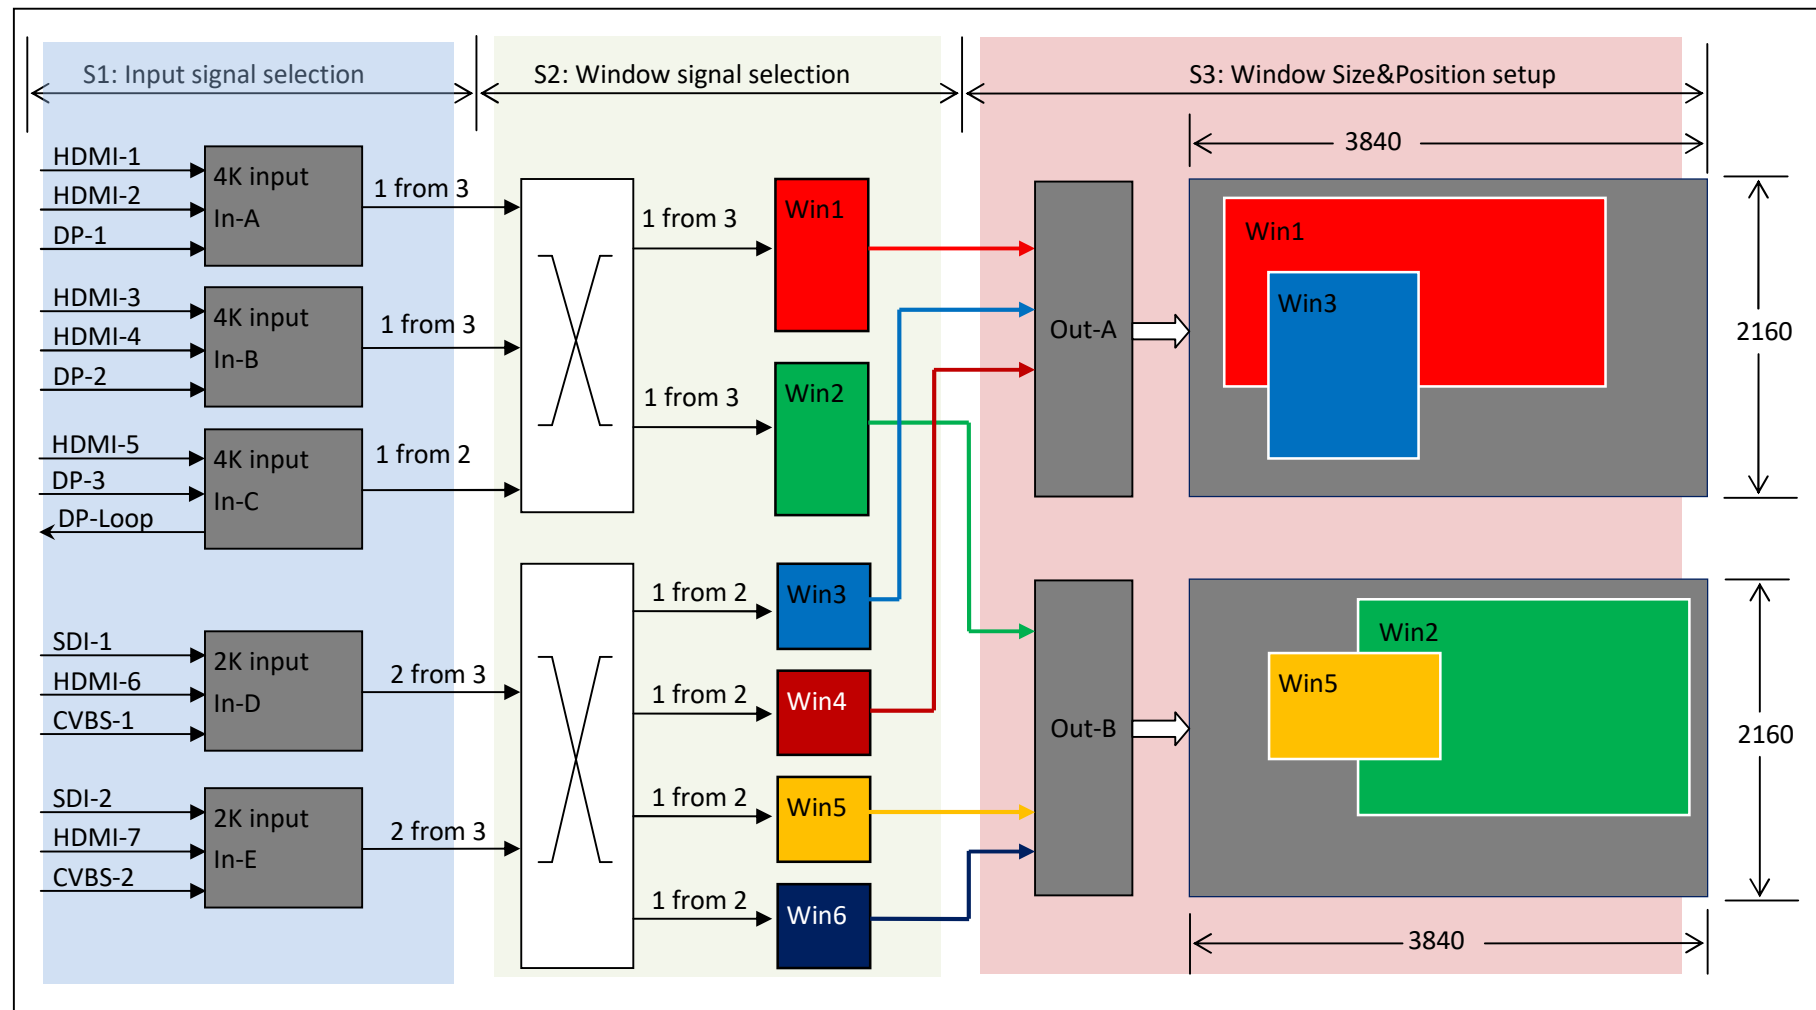 S1: Input signal selection
S2: Window signal selection
S3: Window Size&Position setup
HDMI-1
HDMI-2
DP-1
4K input
In-A
1 from 3
HDMI-3
HDMI-4
DP-2
4K input
In-B
1 from 3
HDMI-5
DP-3
DP-Loop
4K input
In-C
1 from 2
SDI-1
HDMI-6
CVBS-1
2K input
In-D
2 from 3
SDI-2
HDMI-7
CVBS-2
2K input
In-E
2 from 3
1 from 3
Win1
1 from 3
Win2
1 from 2
Win3
1 from 2
Win4
1 from 2
Win5
1 from 2
Win6
Out-A
3840
Win1
Win3
2160
Out-B
Win2
Win5
2160
3840